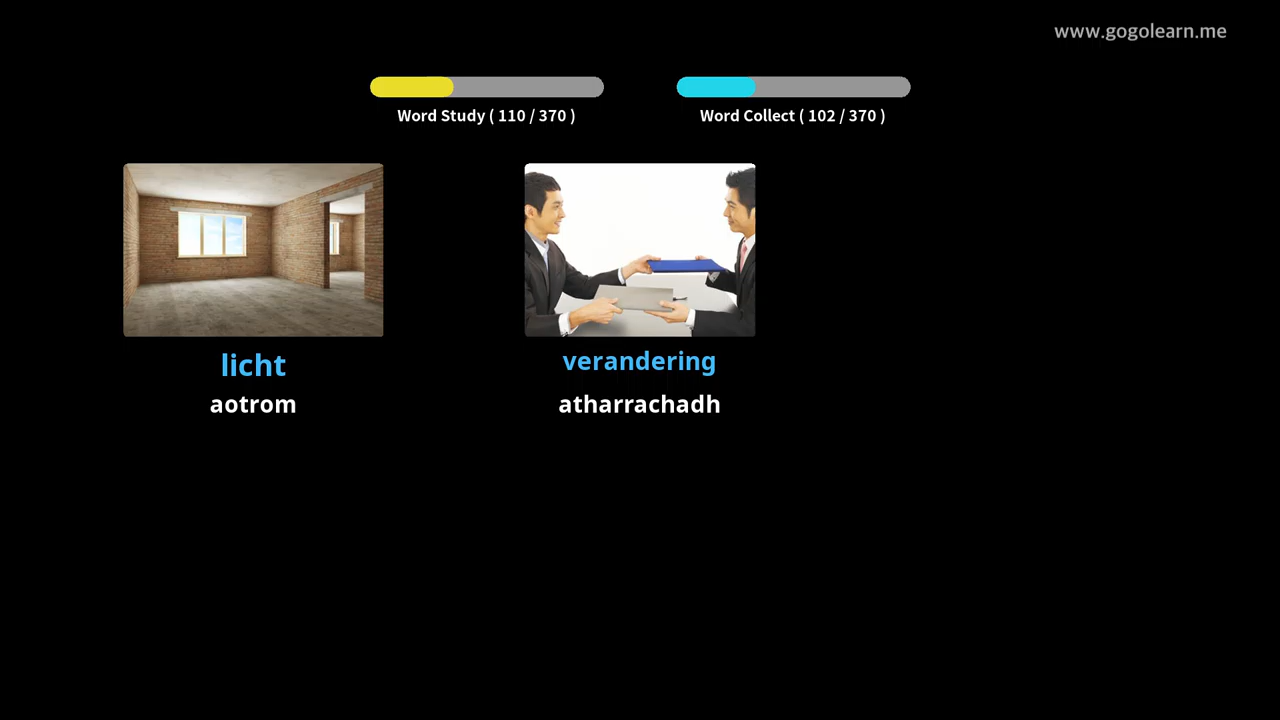 www.gogolearn.me
Word Study ( 110 / 370 )
Word Collect ( 102 / 370 )
licht
aotrom
verandering
atharrachadh